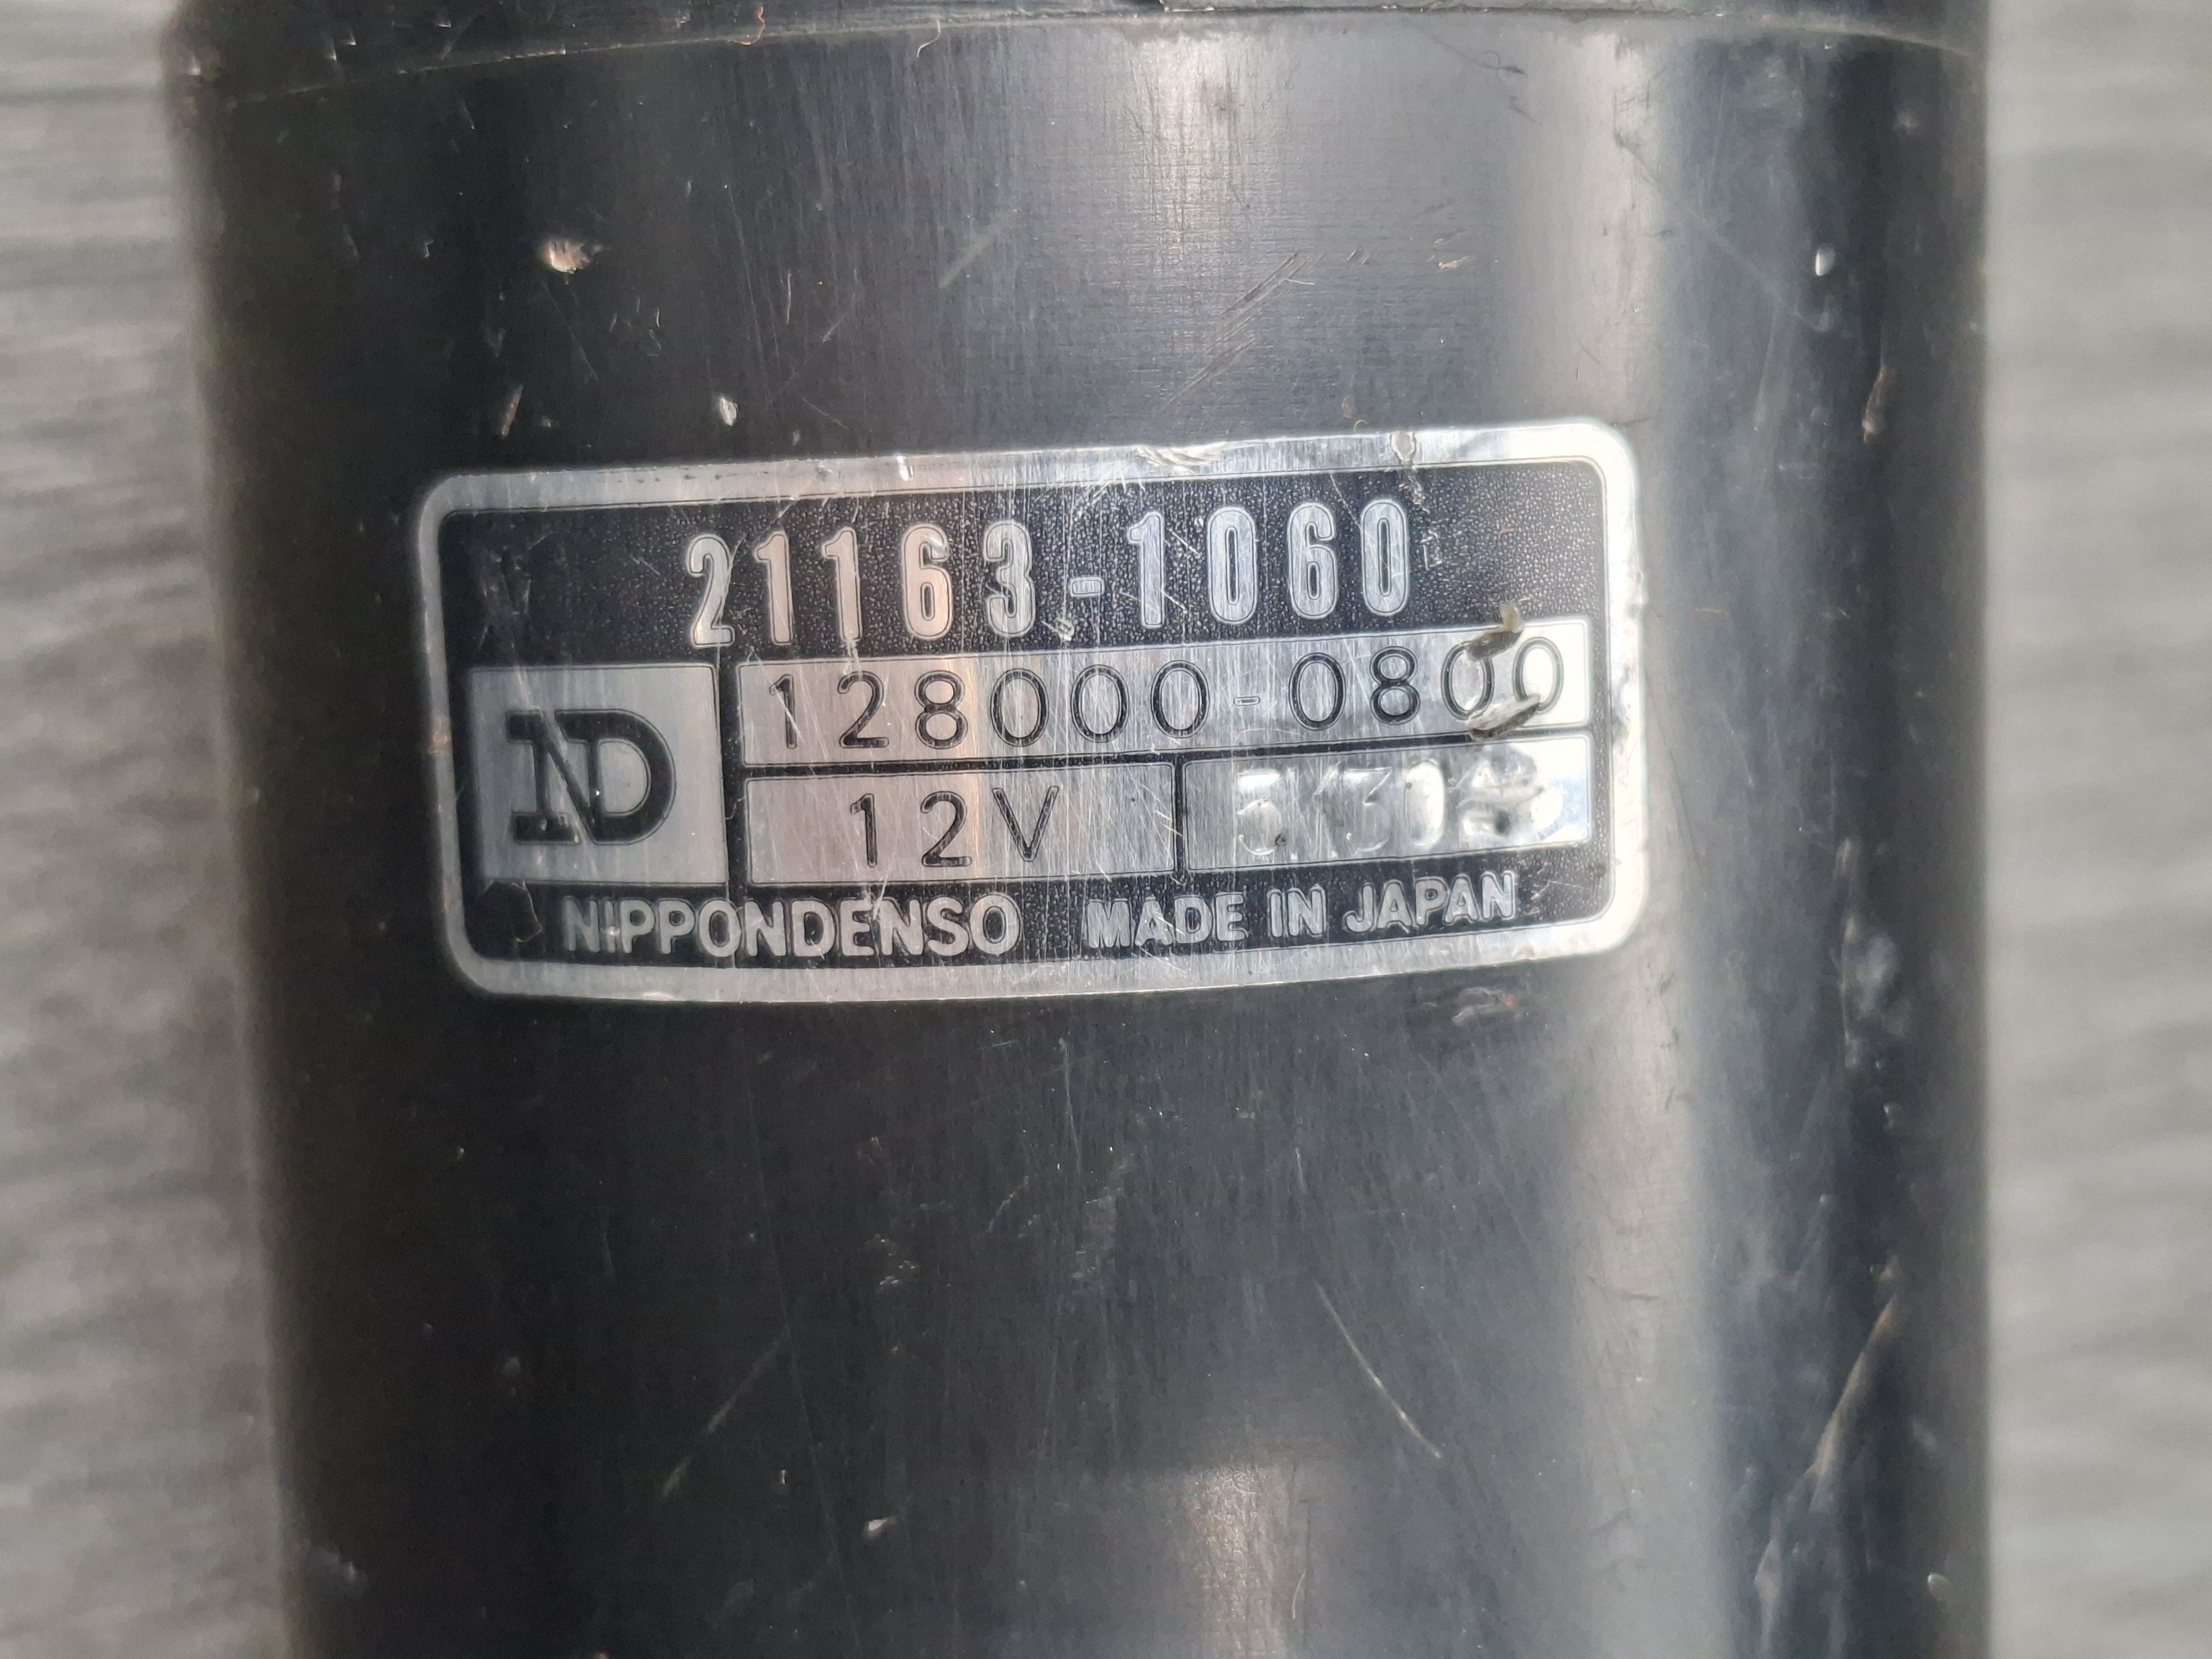 21163-1060
128000-0800
ND
12V
NIPPONDENSO MADE IN JAPAN